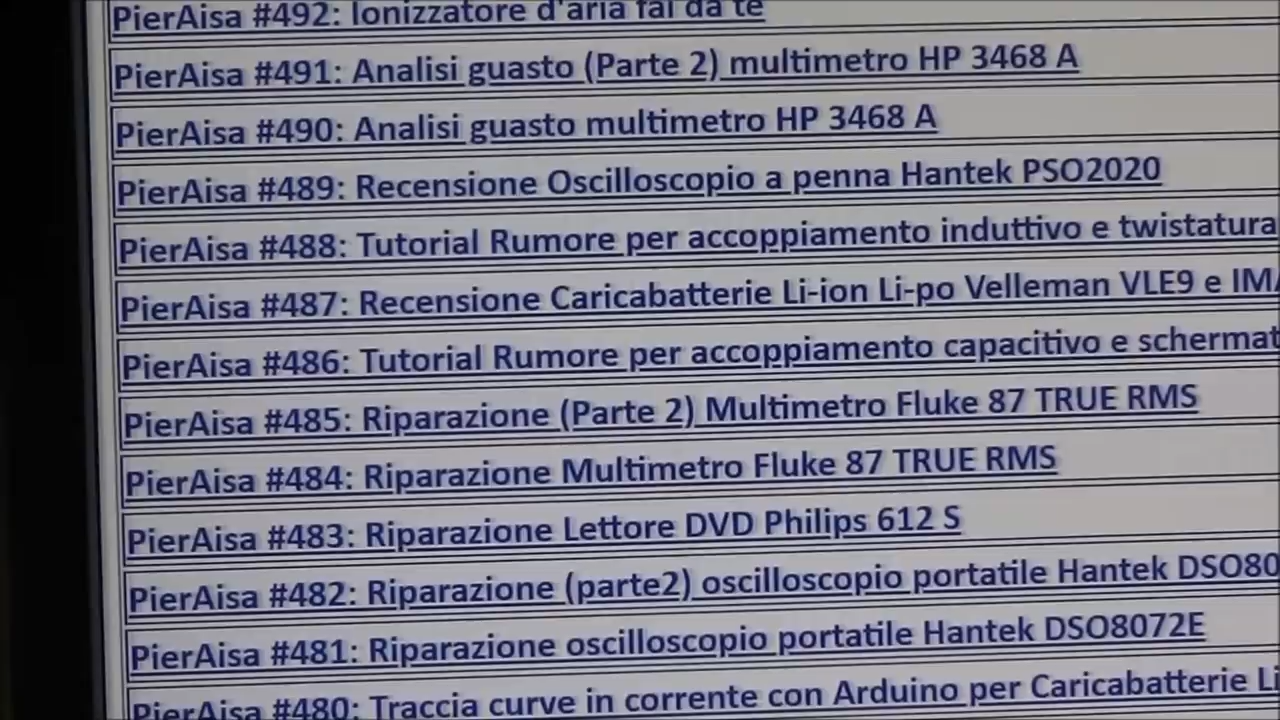 PierAisa #492: Ionizzatore d'aria fai da te
PierAisa #491: Analisi guasto (Parte 2) multimetro HP 3468 A
PierAisa #490: Analisi guasto multimetro HP 3468 A
PierAisa #489: Recensione Oscilloscopio a penna Hantek PSO2020
PierAisa #488: Tutorial Rumore per accoppiamento induttivo e twistatura
PierAisa #487: Recensione Caricabatterie Li-ion Li-po Velleman VLE9 e
PierAisa #486: Tutorial Rumore per accoppiamento capacitivo e schermat
PierAisa #485: Riparazione (Parte 2) Multimetro Fluke 87 TRUE RMS
PierAisa #484: Riparazione Multimetro Fluke 87 TRUE RMS
PierAisa #483: Riparazione Lettore DVD Philips 612 S
PierAisa #482: Riparazione (parte2) oscilloscopio portatile Hantek DSO80
PierAisa #481: Riparazione oscilloscopio portatile Hantek DSO8072E
PierAisa #480: Traccia curve in corrente con Arduino per Caricabatterie Li